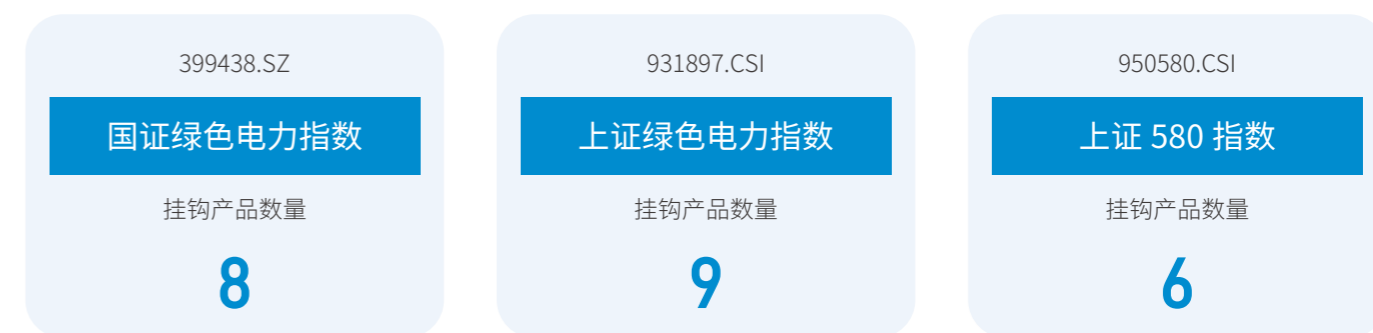 399438.SZ
国证绿色电力指数
挂钩产品数量
8
931897.CSI
上证绿色电力指数
挂钩产品数量
9
950580.CSI
上证 580 指数
挂钩产品数量
6